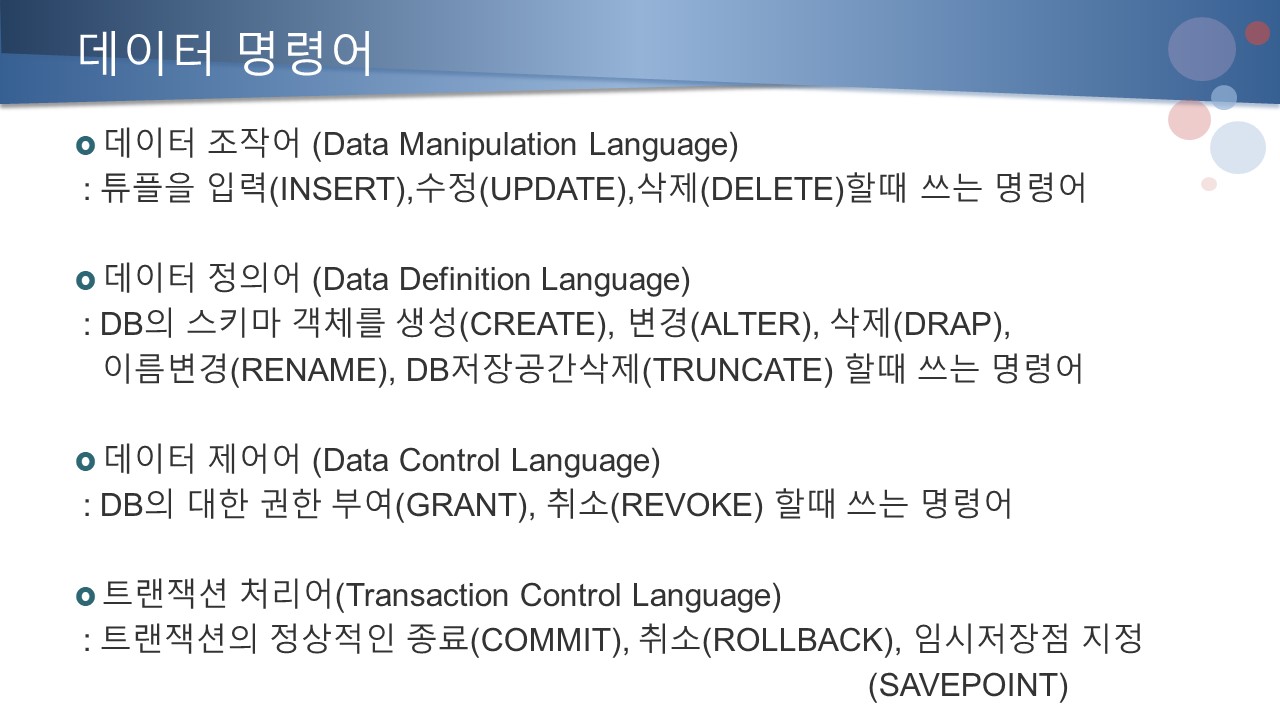 데이터 명령어
데이터 조작어 (Data Manipulation Language)
: 튜플을 입력(INSERT),수정(UPDATE),삭제(DELETE)할때 쓰는 명령어
데이터 정의어 (Data Definition Language)
: DB의 스키마 객체를 생성(CREATE), 변경(ALTER), 삭제(DRAP),
이름변경(RENAME), DB저장공간삭제(TRUNCATE) 할때 쓰는 명령어
데이터 제어어 (Data Control Language)
: DB의 대한 권한 부여(GRANT), 취소(REVOKE) 할때 쓰는 명령어
트랜잭션 처리어(Transaction Control Language)
: 트랜잭션의 정상적인 종료(COMMIT), 취소(ROLLBACK), 임시저장점 지정
(SAVEPOINT)